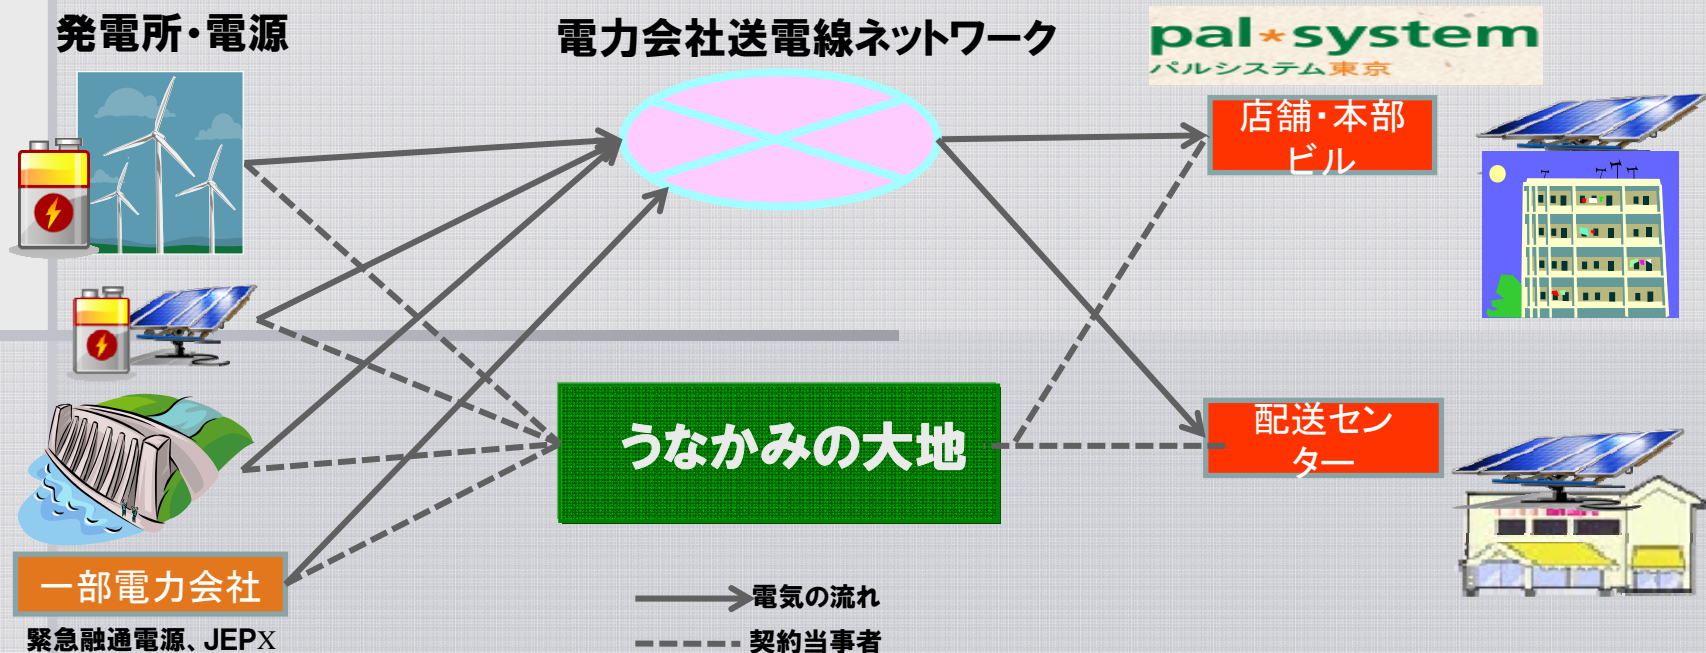 発電所・電源
電力会社送電線ネットワーク
pal*system
パルシステム東京
店舗・本部
ビル
うなかみの大地
配送セン
ター
一部電力会社
緊急融通電源、JEPX
電気の流れ
契約当事者